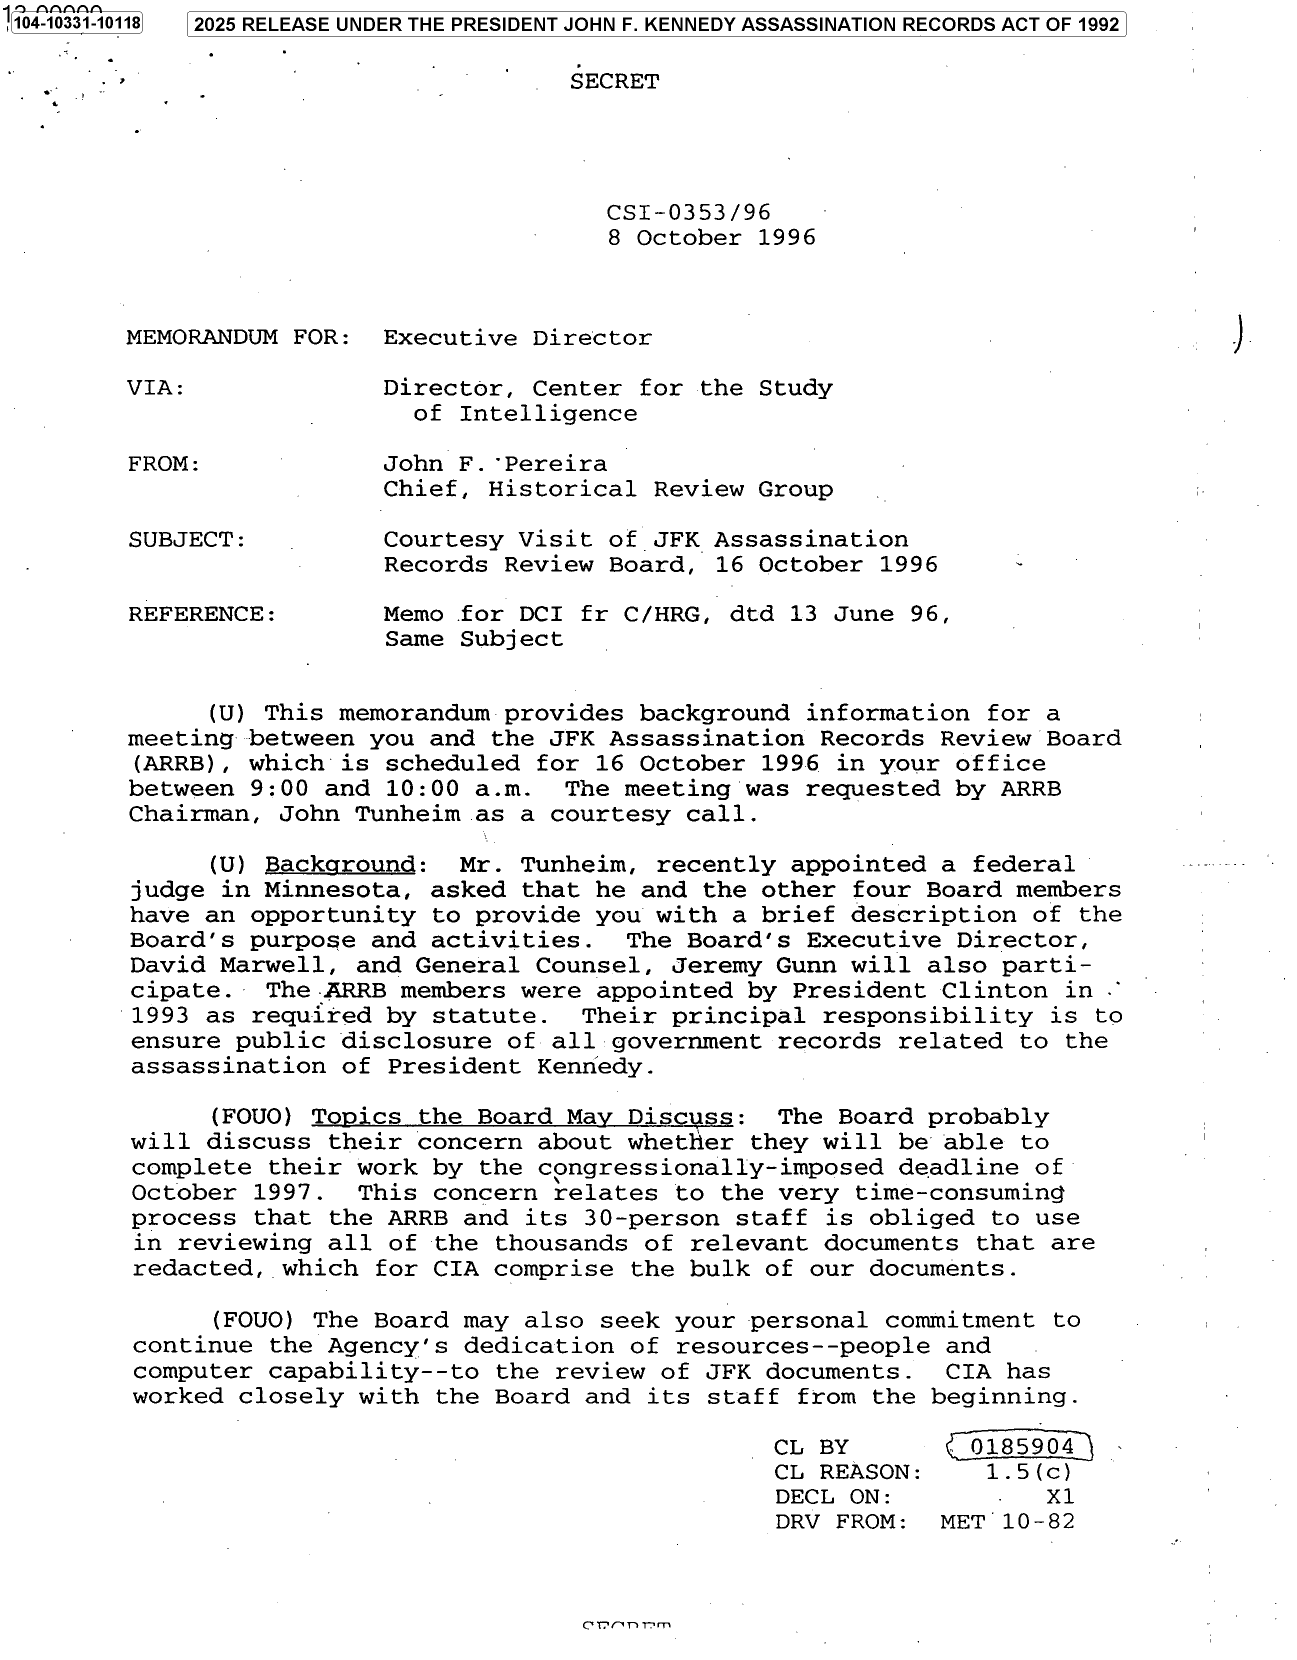 104-10331-10118
2025 RELEASE UNDER THE PRESIDENT JOHN F. KENNEDY ASSASSINATION RECORDS ACT OF 1992
SECRET
CSI-0353/96
8 October 1996
MEMORANDUM FOR: Executive Director
VIA: Director, Center for the Study
of Intelligence
FROM: John F. Pereira
Chief, Historical Review Group
SUBJECT: Courtesy Visit of JFK Assassination
Records Review Board, 16 October 1996
REFERENCE: Memo for DCI fr C/HRG, dtd 13 June 96,
Same Subject
(U) This memorandum provides background information for a
meeting between you and the JFK Assassination Records Review Board
(ARRB), which is scheduled for 16 October 1996 in your office
between 9:00 and 10:00 a.m. The meeting was requested by ARRB
Chairman, John Tunheim as a courtesy call.
(U) Background: Mr. Tunheim, recently appointed a federal
judge in Minnesota, asked that he and the other four Board members
have an opportunity to provide you with a brief description of the
Board's purpose and activities. The Board's Executive Director,
David Marwell, and General Counsel, Jeremy Gunn will also parti-
cipate. The ARRB members were appointed by President Clinton in
1993 as required by statute. Their principal responsibility is to
ensure public disclosure of all government records related to the
assassination of President Kennedy.
(FOUO) Topics the Board May Discuss: The Board probably
will discuss their concern about whether they will be able to
complete their work by the congressionally-imposed deadline of
October 1997. This concern relates to the very time-consuming
process that the ARRB and its 30-person staff is obliged to use
in reviewing all of the thousands of relevant documents that are
redacted, which for CIA comprise the bulk of our documents.
(FOUO) The Board may also seek your personal commitment to
continue the Agency's dedication of resources--people and
computer capability--to the review of JFK documents. CIA has
worked closely with the Board and its staff from the beginning.
CL BY 0185904
CL REASON: 1.5(c)
DECL ON: X1
DRV FROM: MET 10-82
SECRET